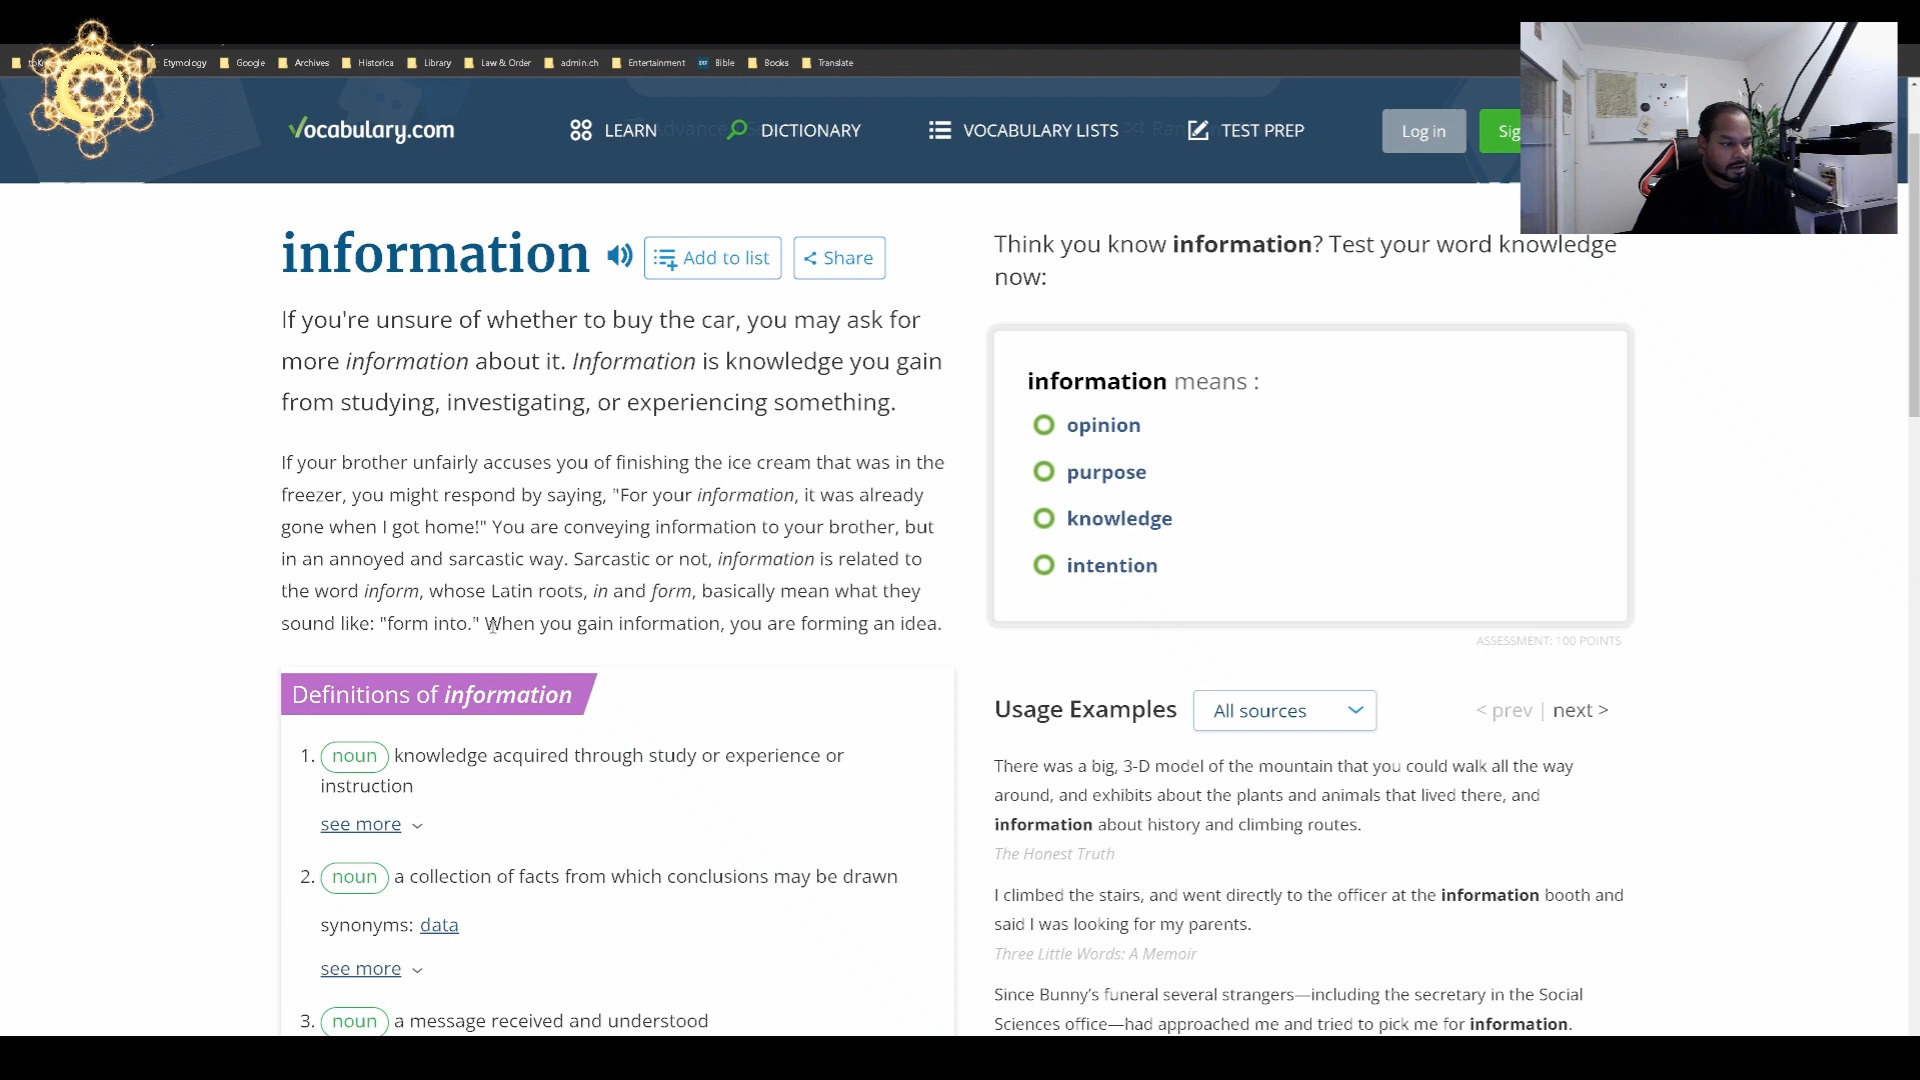 Etymology Google Archives Historica Library Law & Order admin.ch Entertainment Bible Books Translate
Vocabulary.com LEARN DICTIONARY VOCABULARY LISTS TEST PREP Log in Sig
information Add to list Share
If you're unsure of whether to buy the car, you may ask for
more information about it. Information is knowledge you gain
from studying, investigating, or experiencing something.
If your brother unfairly accuses you of finishing the ice cream that was in the
freezer, you might respond by saying, "For your information, it was already
gone when I got home!" You are conveying information to your brother, but
in an annoyed and sarcastic way. Sarcastic or not, information is related to
the word inform, whose Latin roots, in and form, basically mean what they
sound like: "form into." When you gain information, you are forming an idea.
Definitions of information
1. noun knowledge acquired through study or experience or
instruction
see more
2. noun a collection of facts from which conclusions may be drawn
synonyms: data
see more
3. noun a message received and understood
Think you know information? Test your word knowledge
now:
information means :
opinion
purpose
knowledge
intention
ASSESSMENT: 100 POINTS
Usage Examples All sources < prev | next >
There was a big, 3-D model of the mountain that you could walk all the way
around, and exhibits about the plants and animals that lived there, and
information about history and climbing routes.
The Honest Truth
I climbed the stairs, and went directly to the officer at the information booth and
said I was looking for my parents.
Three Little Words: A Memoir
Since Bunny's funeral several strangers—including the secretary in the Social
Sciences office—had approached me and tried to pick me for information.